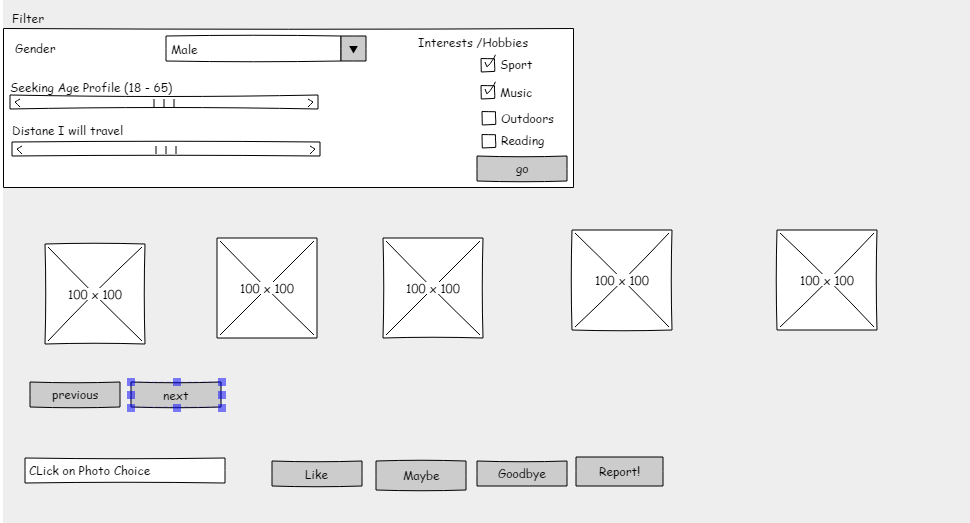 Filter
Gender
Male
Interests /Hobbies
Sport
Seeking Age Profile (18 - 65)
Music
Outdoors
Distane I will travel
Reading
go
100 x 100
100 x 100
100 x 100
100 x 100
100 x 100
previous
next
CLick on Photo Choice
Like
Maybe
Goodbye
Report!